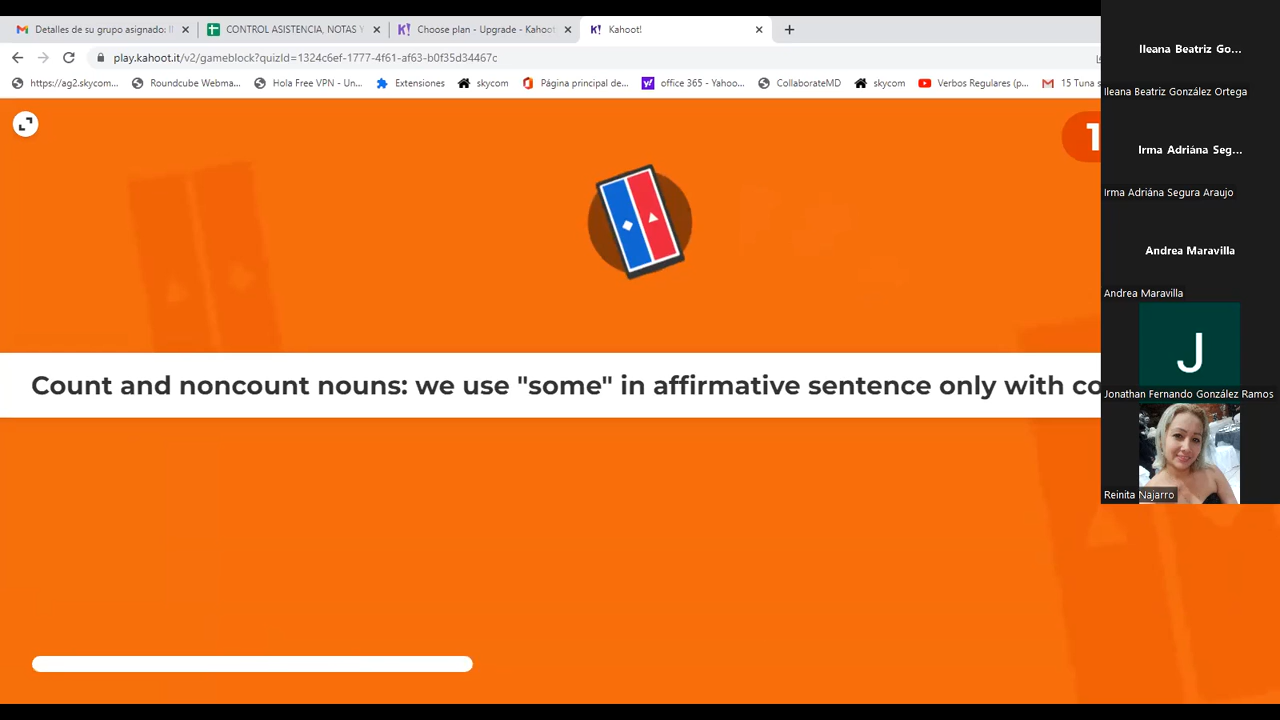 Detalles de su grupo asignado: I
CONTROL ASISTENCIA, NOTAS Y
Choose plan - Upgrade - Kahoot
Kahoot!
play.kahoot.it/v2/gameblock?quizId=1324c6ef-1777-4f61-af63-b0f35d34467c
https://ag2.skycom...
Roundcube Webma...
Hola Free VPN - Un...
Extensiones
skycom
Página principal de...
office 365 - Yahoo...
CollaborateMD
skycom
Verbos Regulares (p...
15 Tuna s
1
Count and noncount nouns: we use "some" in affirmative sentence only with co
Ileana Beatriz Go...
Ileana Beatriz González Ortega
Irma Adriána Seg...
Irma Adriána Segura Araujo
Andrea Maravilla
Andrea Maravilla
J
Jonathan Fernando González Ramos
Reinita Najarro